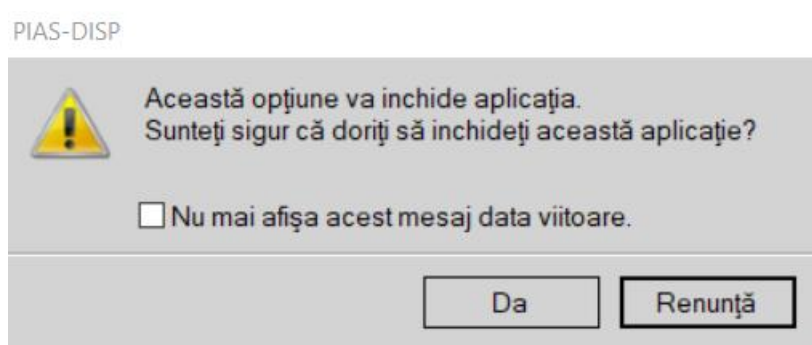 PIAS-DISP
Această opţiune va inchide aplicaţia.
Sunteţi sigur că doriţi să inchideţi această aplicaţie?
Nu mai afişa acest mesaj data viitoare.
Da
Renunţă